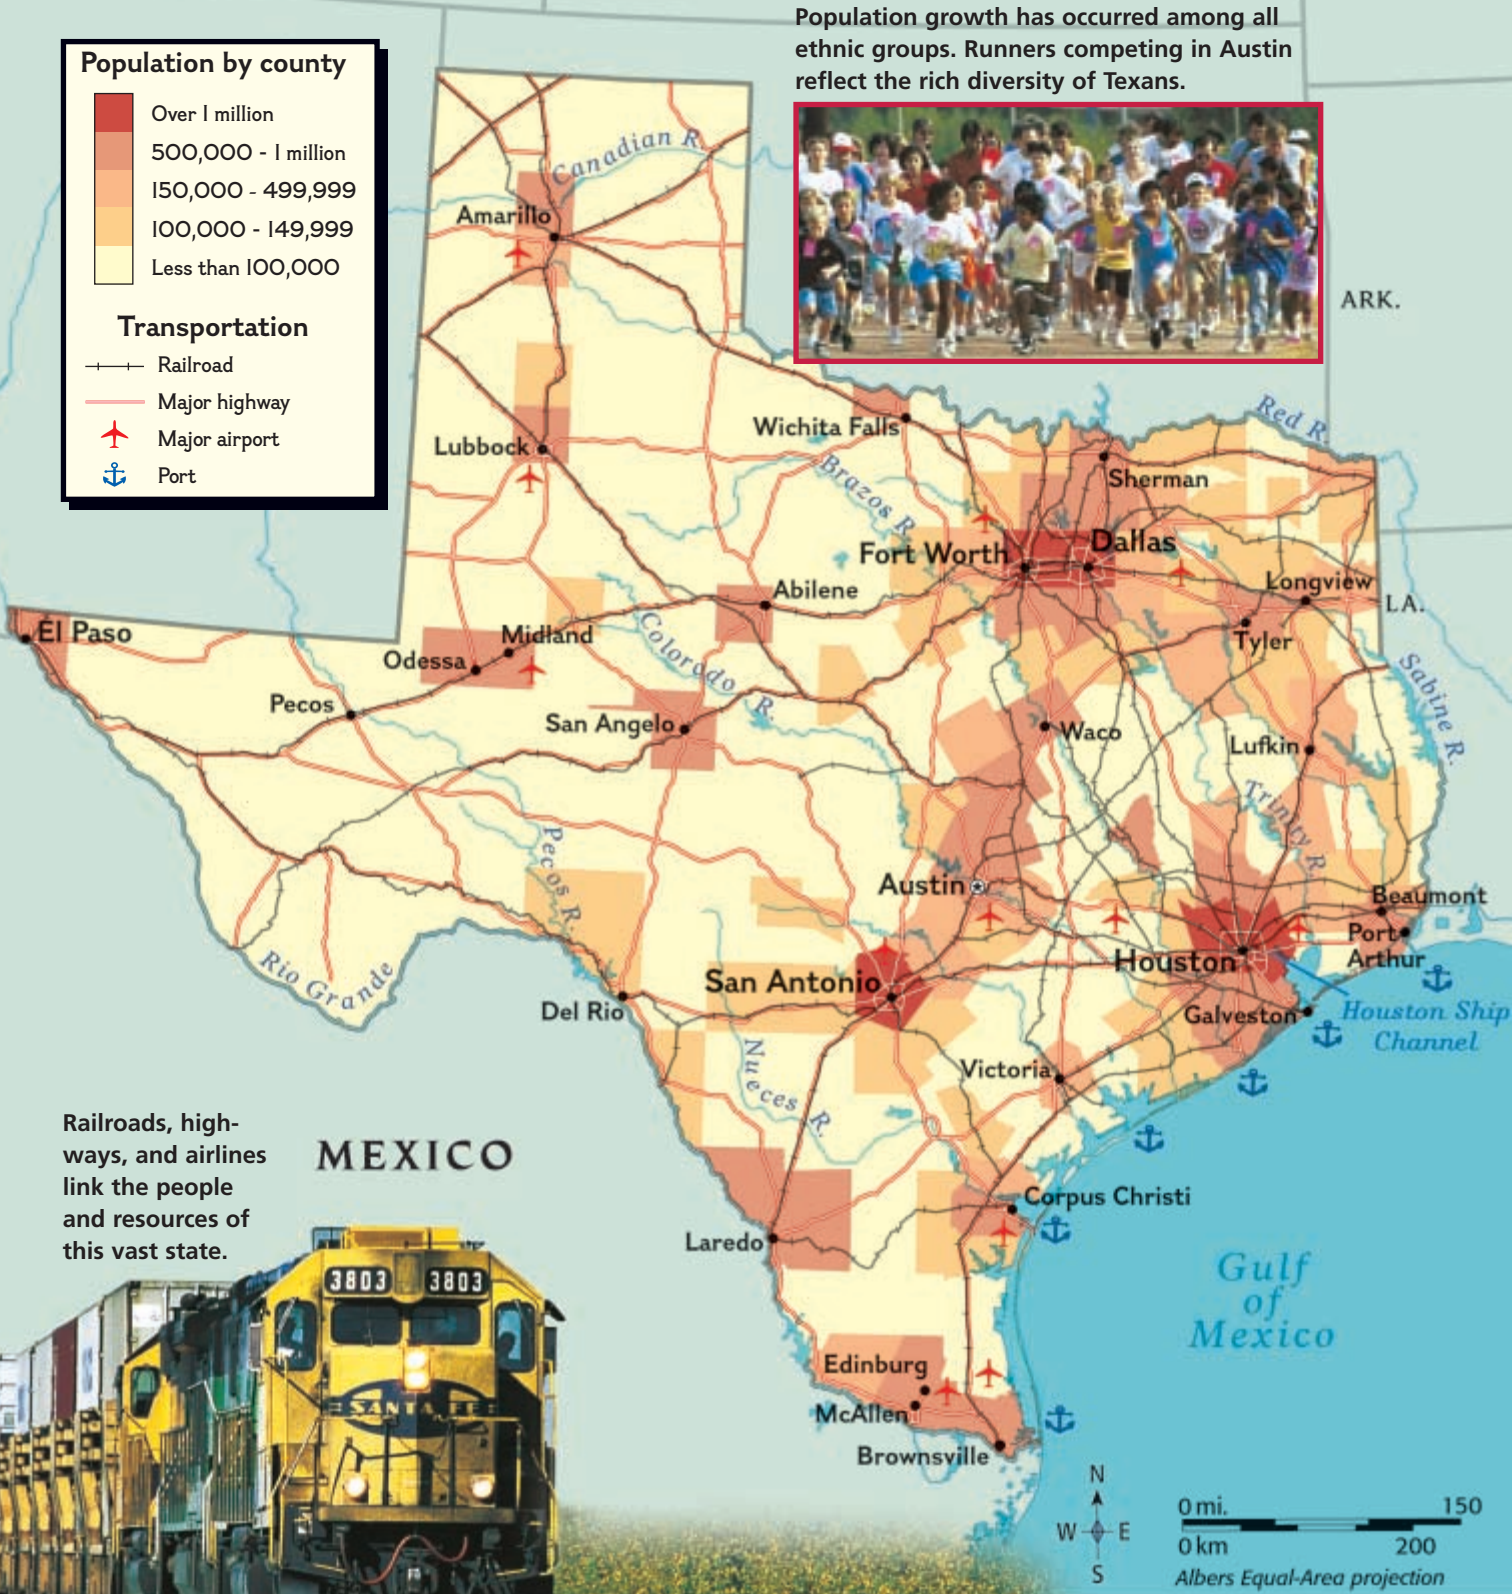 Population growth has occurred among all
ethnic groups. Runners competing in Austin
reflect the rich diversity of Texans.
Population by county
Over 1 million
500,000 - 1 million
150,000 - 499,999
100,000 - 149,999
Less than 100,000
Transportation
Railroad
Major highway
Major airport
Port
Canadian R.
Amarillo
ARK.
Red R.
Wichita Falls
Lubbock
Brazos R.
Sherman
Dallas
Fort Worth
Longview
Abilene
LA.
El Paso
Midland
Colorado R.
Tyler
Odessa
Sabine R.
Pecos
San Angelo
Waco
Lufkin
Trinity R.
Pecos R.
Austin
Beaumont
Port
Arthur
Rio Grande
Houston
San Antonio
Del Rio
Galveston
Houston Ship
Channel
Nueces R.
Victoria
Railroads, high-
ways, and airlines
link the people
and resources of
this vast state.
MEXICO
Corpus Christi
Laredo
Gulf
of
Mexico
3803 3803
Edinburg
SANTA FE
McAllen
Brownsville
N
W E
S
0 mi. 150
0 km 200
Albers Equal-Area projection